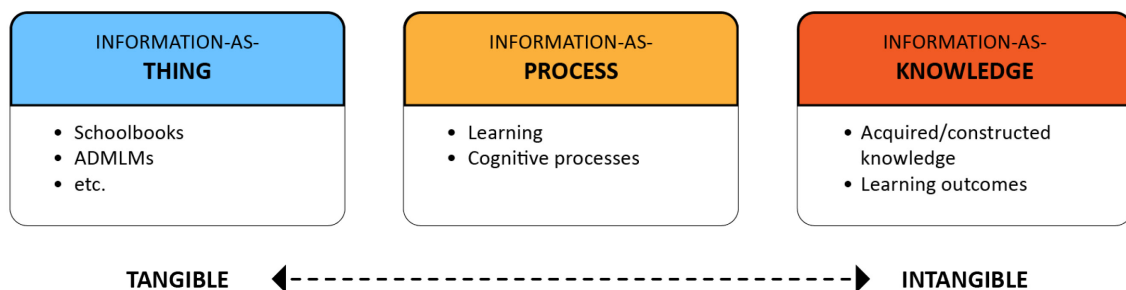 INFORMATION-AS-
THING
• Schoolbooks
• ADMLMs
• etc.
INFORMATION-AS-
PROCESS
• Learning
• Cognitive processes
INFORMATION-AS-
KNOWLEDGE
• Acquired/constructed
knowledge
• Learning outcomes
TANGIBLE
INTANGIBLE